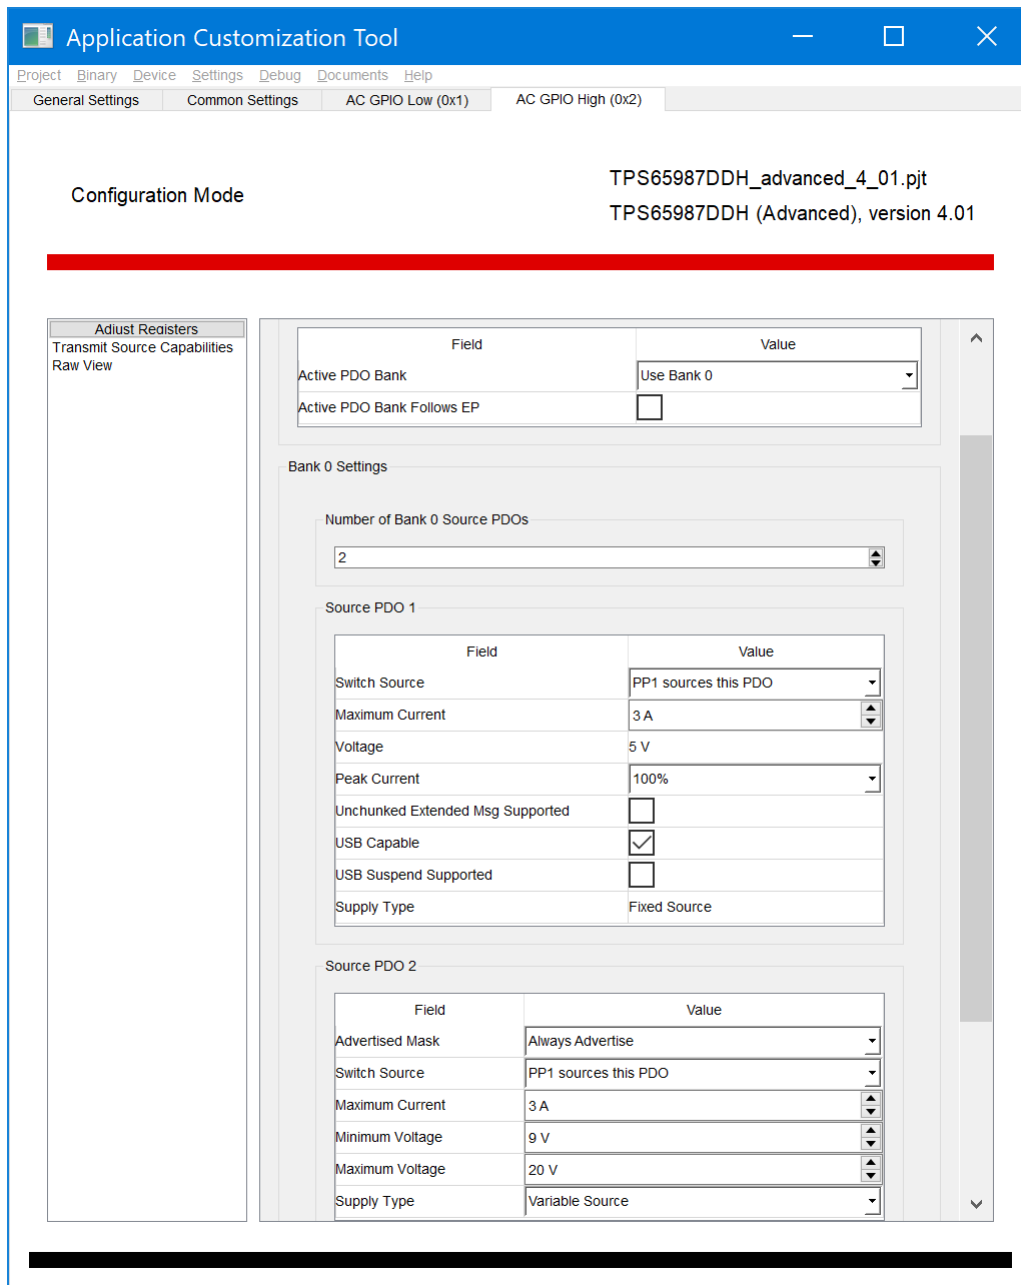 Application Customization Tool
Project Binary Device Settings Debug Documents Help
General Settings Common Settings AC GPIO Low (0x1) AC GPIO High (0x2)
Configuration Mode
TPS65987DDH_advanced_4_01.pjt
TPS65987DDH (Advanced), version 4.01
Adjust Registers
Transmit Source Capabilities
Raw View
Field Value
Active PDO Bank Use Bank 0
Active PDO Bank Follows EP
Bank 0 Settings
Number of Bank 0 Source PDOs
2
Source PDO 1
Field Value
Switch Source PP1 sources this PDO
Maximum Current 3 A
Voltage 5 V
Peak Current 100%
Unchunked Extended Msg Supported
USB Capable
USB Suspend Supported
Supply Type Fixed Source
Source PDO 2
Field Value
Advertised Mask Always Advertise
Switch Source PP1 sources this PDO
Maximum Current 3 A
Minimum Voltage 9 V
Maximum Voltage 20 V
Supply Type Variable Source